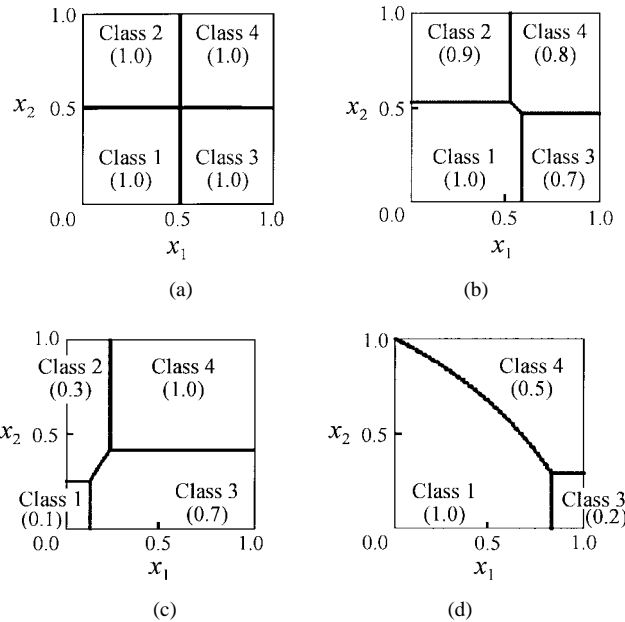 Class 2 Class 4
(1.0) (1.0)
x₂ 0.5
Class 1 Class 3
(1.0) (1.0)
1.0
0.0 0.5 1.0
x₁
(a)
1.0
Class 2 Class 4
(0.9) (0.8)
x₂ 0.5
Class 1 Class 3
(1.0) (0.7)
0.0 0.5 1.0
x₁
(b)
1.0
Class 2 Class 4
(0.3) (1.0)
x₂ 0.5
Class 1 Class 3
(0.1) (0.7)
0.0 0.5 1.0
x₁
(c)
1.0
Class 4
(0.5)
x₂ 0.5
Class 1 Class 3
(1.0) (0.2)
0.0 0.5 1.0
x₁
(d)